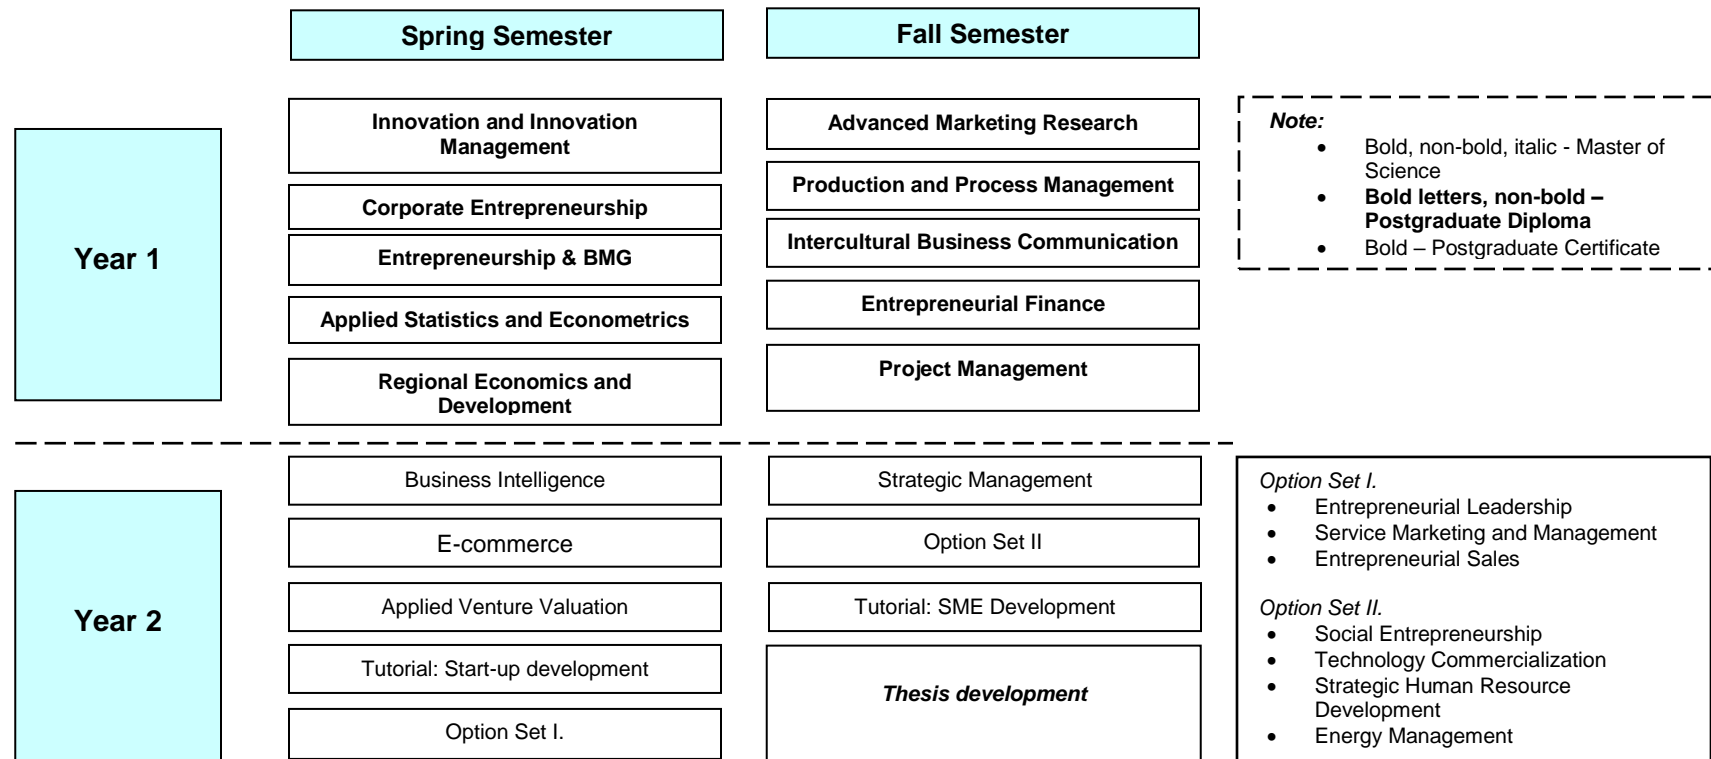 Spring Semester
Fall Semester
Year 1
Innovation and Innovation
Management
Corporate Entrepreneurship
Entrepreneurship & BMG
Applied Statistics and Econometrics
Regional Economics and
Development
Advanced Marketing Research
Production and Process Management
Intercultural Business Communication
Entrepreneurial Finance
Project Management
Note:
• Bold, non-bold, italic - Master of
Science
• Bold letters, non-bold –
Postgraduate Diploma
• Bold – Postgraduate Certificate
Year 2
Business Intelligence
E-commerce
Applied Venture Valuation
Tutorial: Start-up development
Option Set I.
Strategic Management
Option Set II
Tutorial: SME Development
Thesis development
Option Set I.
• Entrepreneurial Leadership
• Service Marketing and Management
• Entrepreneurial Sales
Option Set II.
• Social Entrepreneurship
• Technology Commercialization
• Strategic Human Resource
Development
• Energy Management